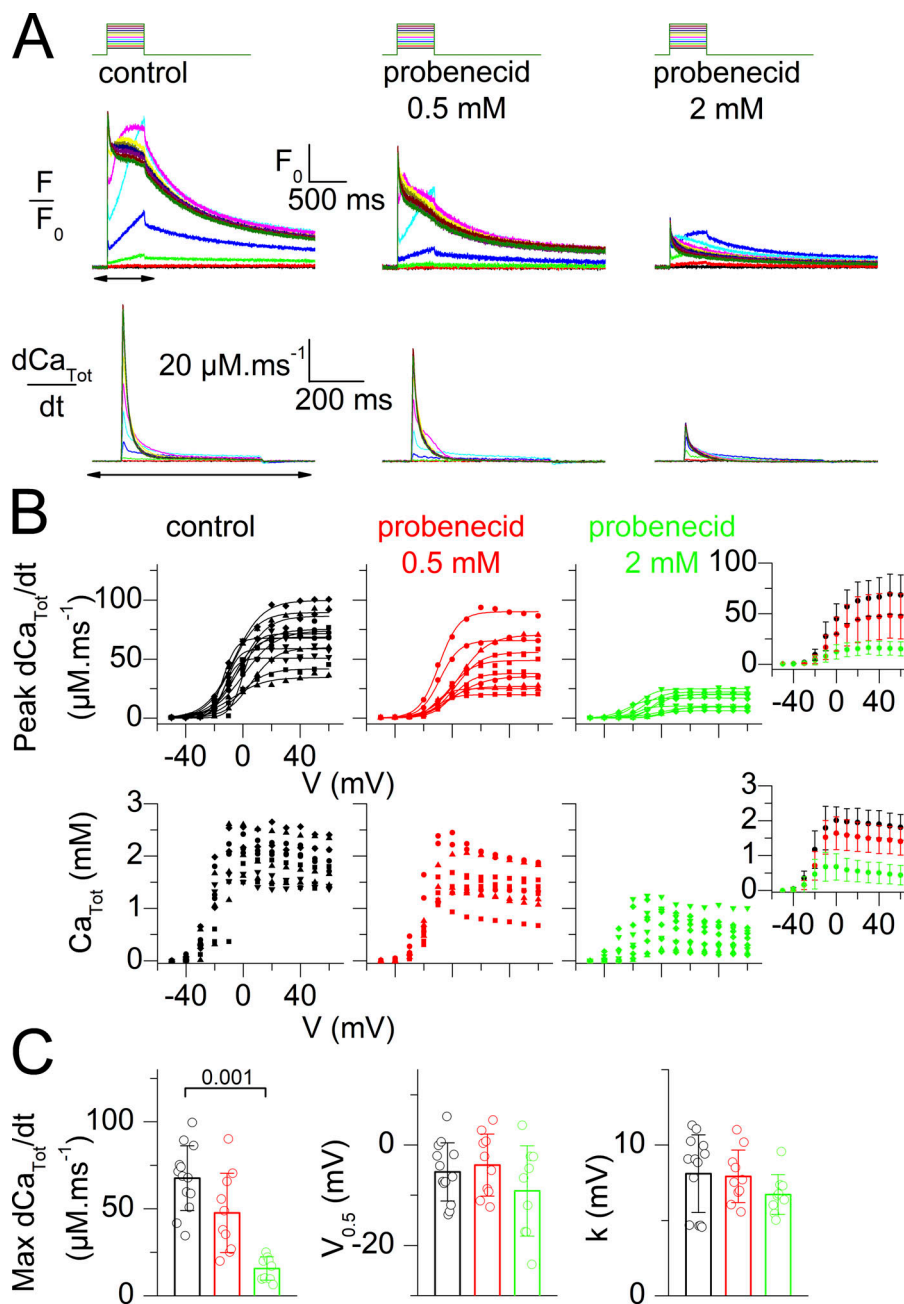 A
control
probenecid
0.5 mM
probenecid
2 mM
F
F0
F0
500 ms
dCaTot
dt
20 µM.ms-1
200 ms
B
control
probenecid
0.5 mM
probenecid
2 mM
Peak dCaTot/dt
(µM.ms-1)
100
50
0
-40 0 40
V (mV)
100
50
0
-40 0 40
CaTot (mM)
3
2
1
0
-40 0 40
V (mV)
3
2
1
0
-40 0 40
C
Max dCaTot/dt
(µM.ms-1)
100
50
0
0.001
V0.5 (mV)
0
-20
k (mV)
10
0